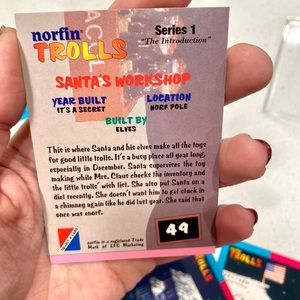 norfin®
TROLLS
Series 1
"The Introduction"
SANTA'S WORKSHOP
YEAR BUILT
IT'S A SECRET
LOCATION
NORF POLE
BUILT BY
ELVES
This is where Santa and his elves make all the toys
for good little trolls. It's a busy place all year long,
especially in December. Santa supervises the toy
making while Mrs. Claus checks the inventory and
the little trolls' wish list. She also put Santa on a
diet recently. She doesn't want him to get stuck in
a chimney again like he did last year. She said that
once was enorf.
49
norfin is a registered Trade
Mark of EFS Marketing
TROLLS